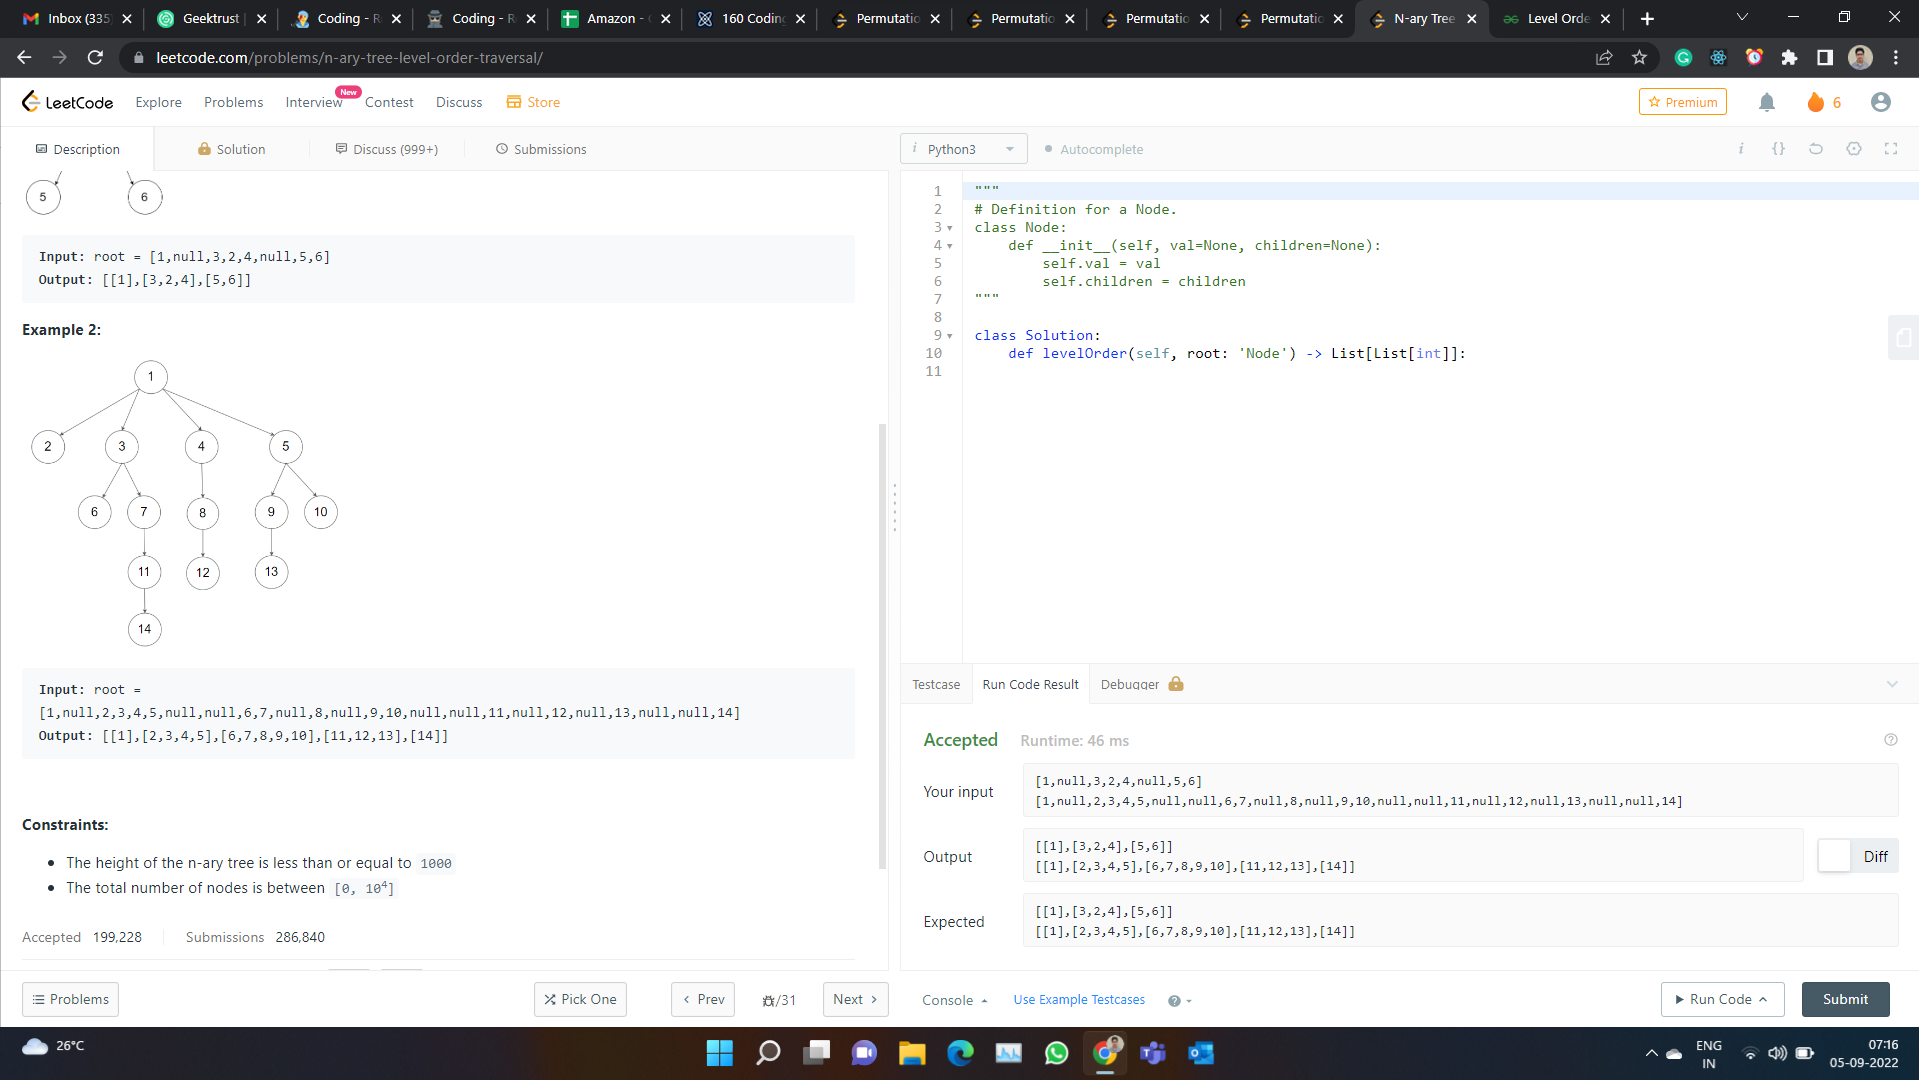 Inbox (335)
Geektrust
Coding - R
Coding - R
Amazon -
160 Coding
Permutatio
Permutatio
Permutatio
Permutatio
N-ary Tree
Level Orde
leetcode.com/problems/n-ary-tree-level-order-traversal/
LeetCode Explore Problems Interview New Contest Discuss Store
Premium 6
Description Solution Discuss (999+) Submissions
i Python3 Autocomplete
5 6
Input: root = [1,null,3,2,4,null,5,6]
Output: [[1],[3,2,4],[5,6]]
Example 2:
1
2 3 4 5
6 7 8 9 10
11 12 13
14
Input: root =
[1,null,2,3,4,5,null,null,6,7,null,8,null,9,10,null,null,11,null,12,null,13,null,null,14]
Output: [[1],[2,3,4,5],[6,7,8,9,10],[11,12,13],[14]]
Constraints:
• The height of the n-ary tree is less than or equal to 1000
• The total number of nodes is between [0, 10⁴]
Accepted 199,228 Submissions 286,840
Problems Pick One < Prev /31 Next >
1 """
2 # Definition for a Node.
3 class Node:
4 def __init__(self, val=None, children=None):
5 self.val = val
6 self.children = children
7 """
8
9 class Solution:
10 def levelOrder(self, root: 'Node') -> List[List[int]]:
11
Testcase Run Code Result Debugger
Accepted Runtime: 46 ms
Your input
[1,null,3,2,4,null,5,6]
[1,null,2,3,4,5,null,null,6,7,null,8,null,9,10,null,null,11,null,12,null,13,null,null,14]
Output
[[1],[3,2,4],[5,6]]
[[1],[2,3,4,5],[6,7,8,9,10],[11,12,13],[14]]
Diff
Expected
[[1],[3,2,4],[5,6]]
[[1],[2,3,4,5],[6,7,8,9,10],[11,12,13],[14]]
Console Use Example Testcases Run Code Submit
26°C
ENG
IN
07:16
05-09-2022